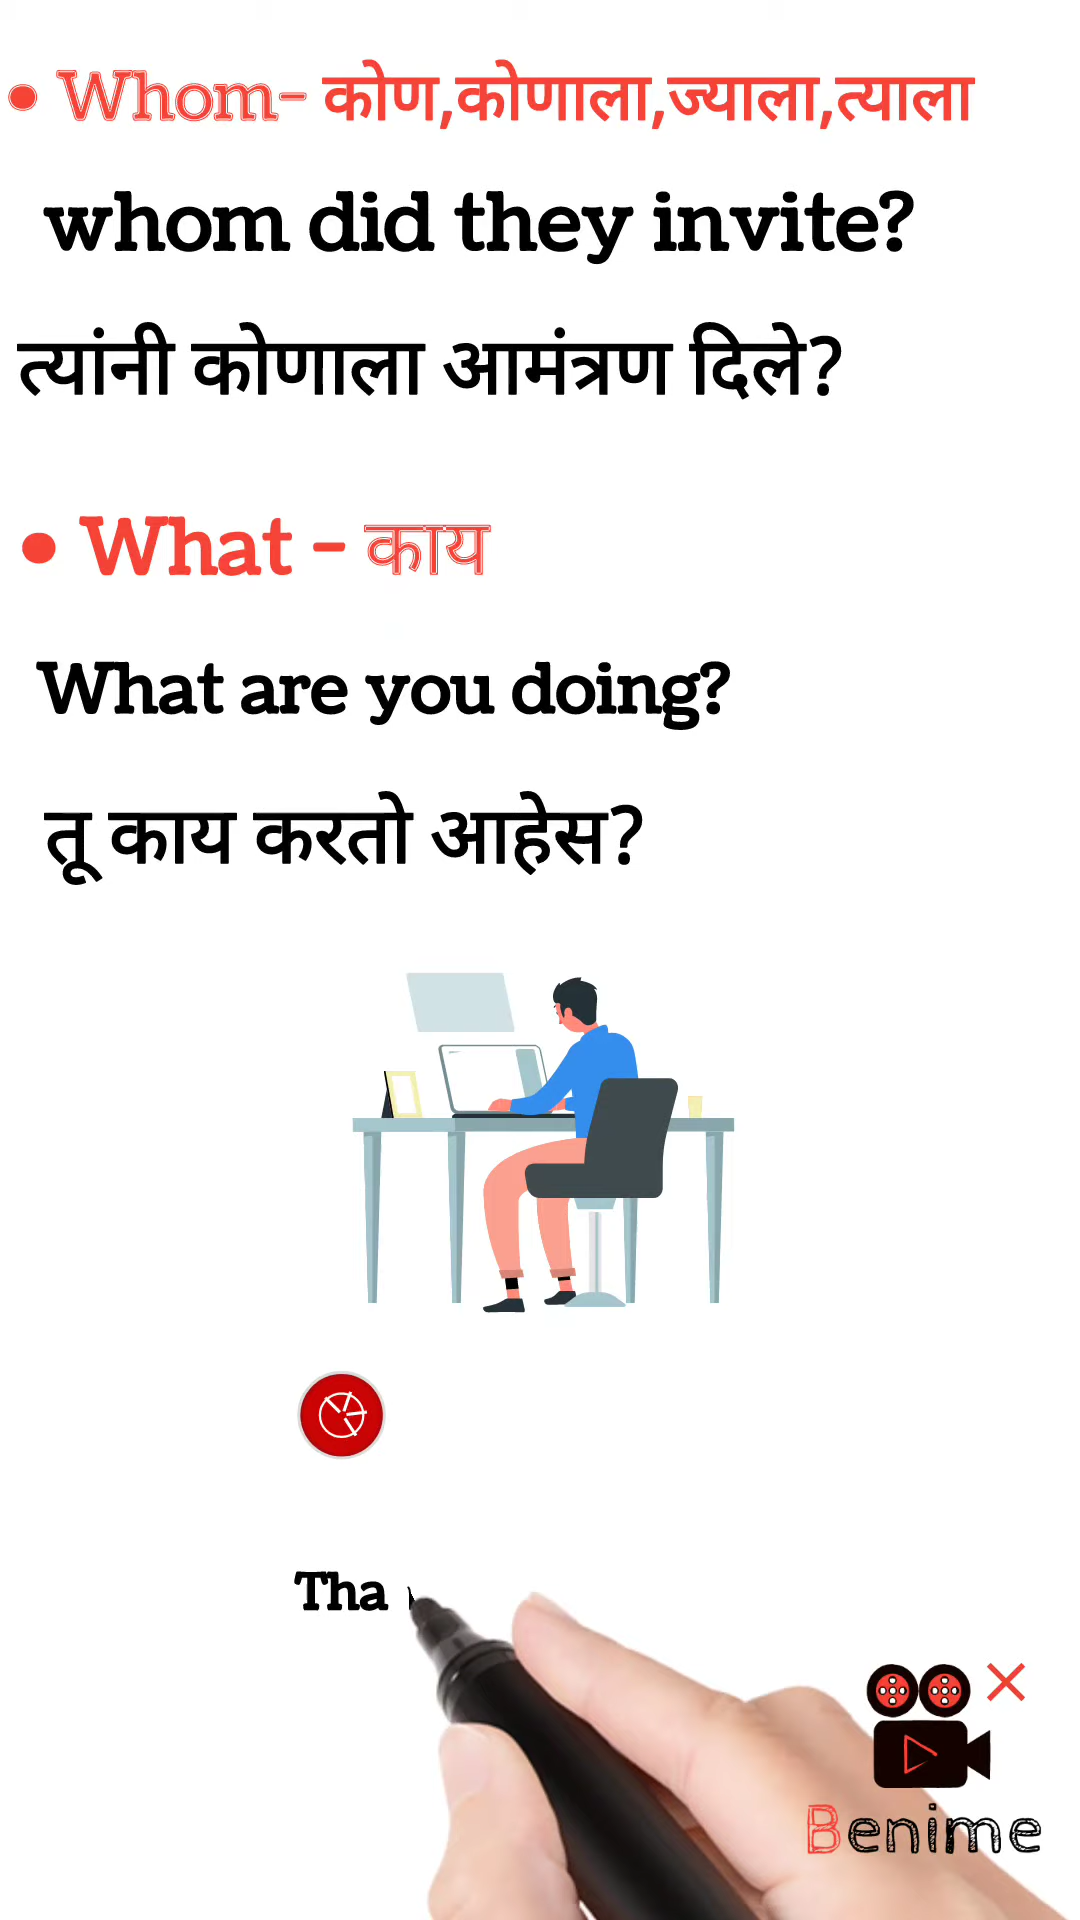 • Whom- कोण,कोणाला,ज्याला,त्याला
whom did they invite?
त्यांनी कोणाला आमंत्रण दिले?
• What - काय
What are you doing?
तू काय करतो आहेस?
Tha
Benime